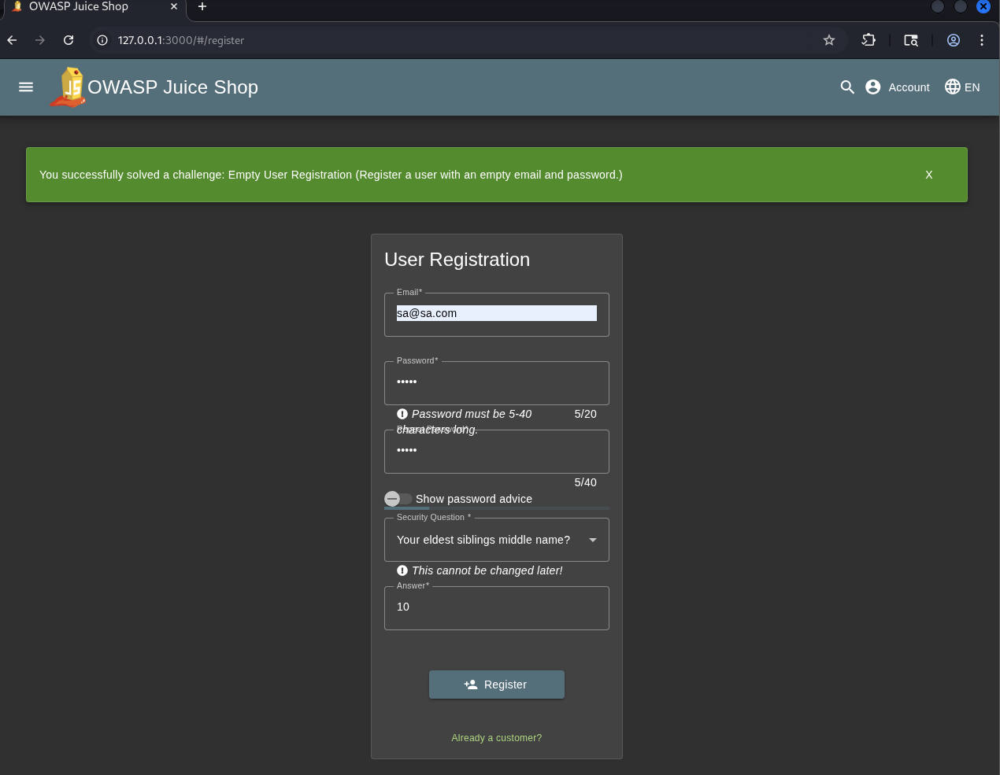 OWASP Juice Shop
127.0.0.1:3000/#/register
JS
OWASP Juice Shop
Account
EN
You successfully solved a challenge: Empty User Registration (Register a user with an empty email and password.)
X
User Registration
Email*
sa@sa.com
Password*
•••••
Password must be 5-40 characters long.
5/20
Repeat Password*
•••••
5/40
Show password advice
Security Question *
Your eldest siblings middle name?
This cannot be changed later!
Answer*
10
Register
Already a customer?